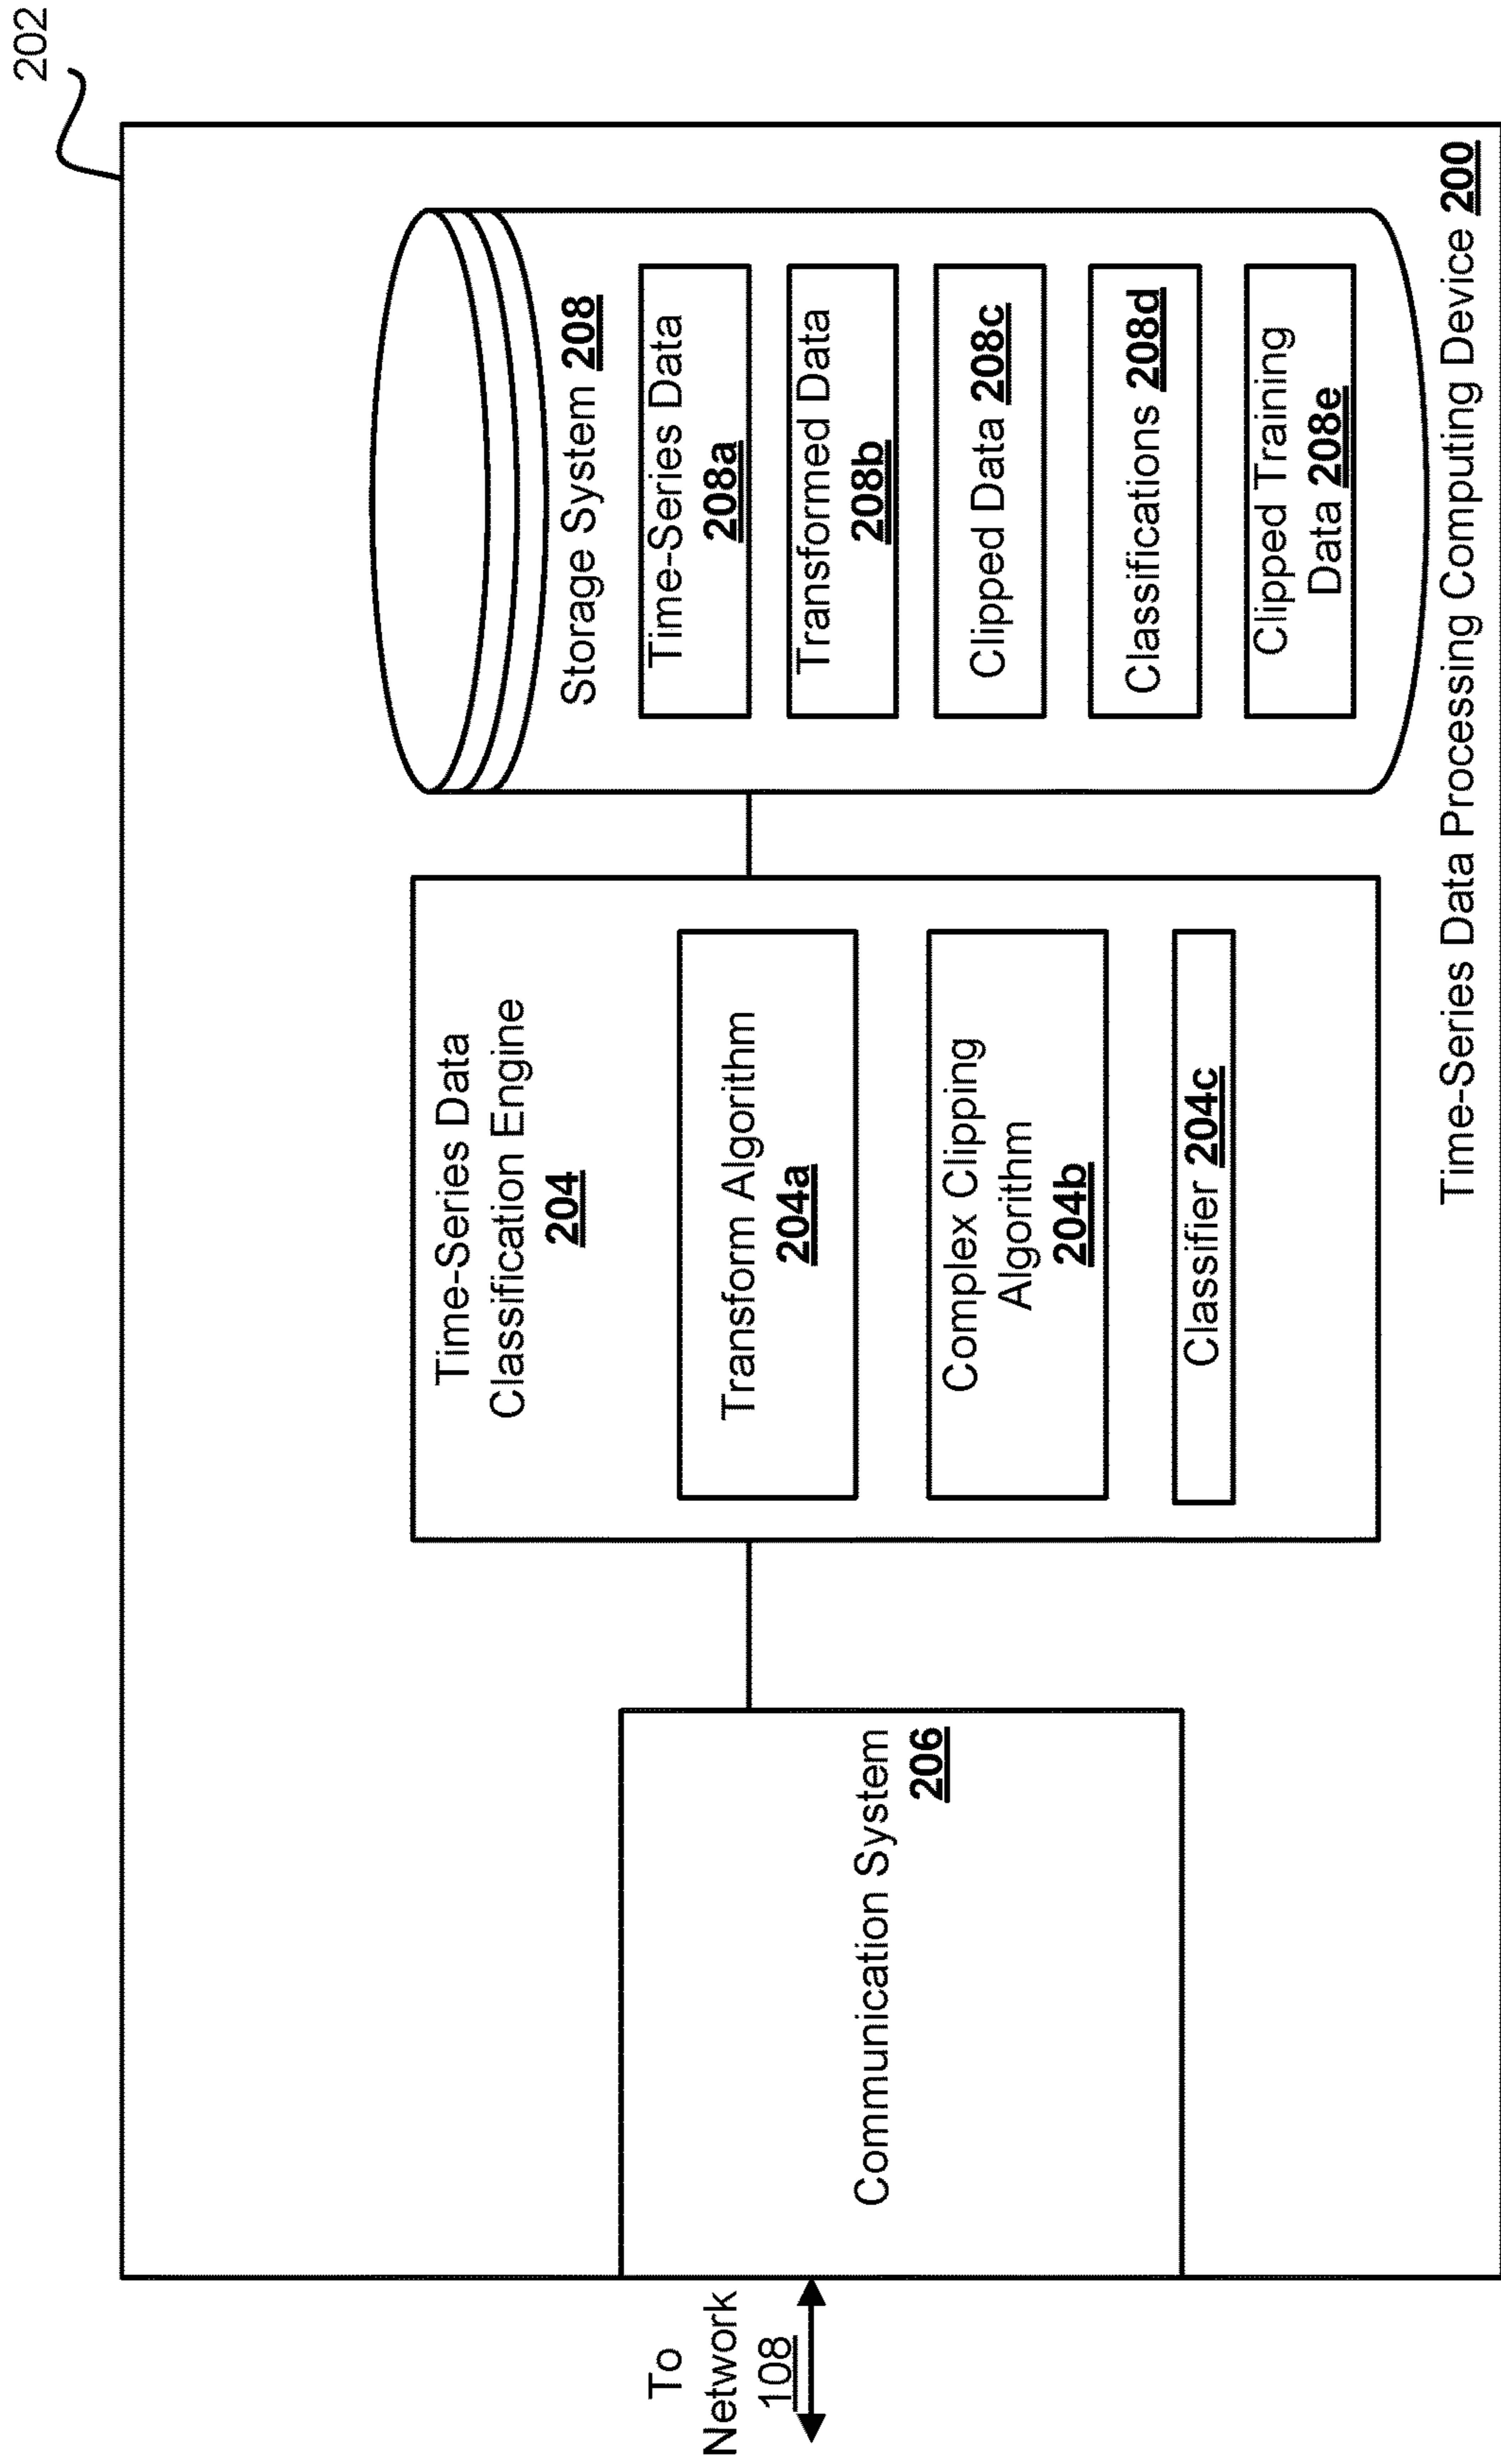 202
To
Network
108
Communication System
206
Time-Series Data
Classification Engine
204
Transform Algorithm
204a
Complex Clipping
Algorithm
204b
Classifier 204c
Storage System 208
Time-Series Data
208a
Transformed Data
208b
Clipped Data 208c
Classifications 208d
Clipped Training
Data 208e
Time-Series Data Processing Computing Device 200